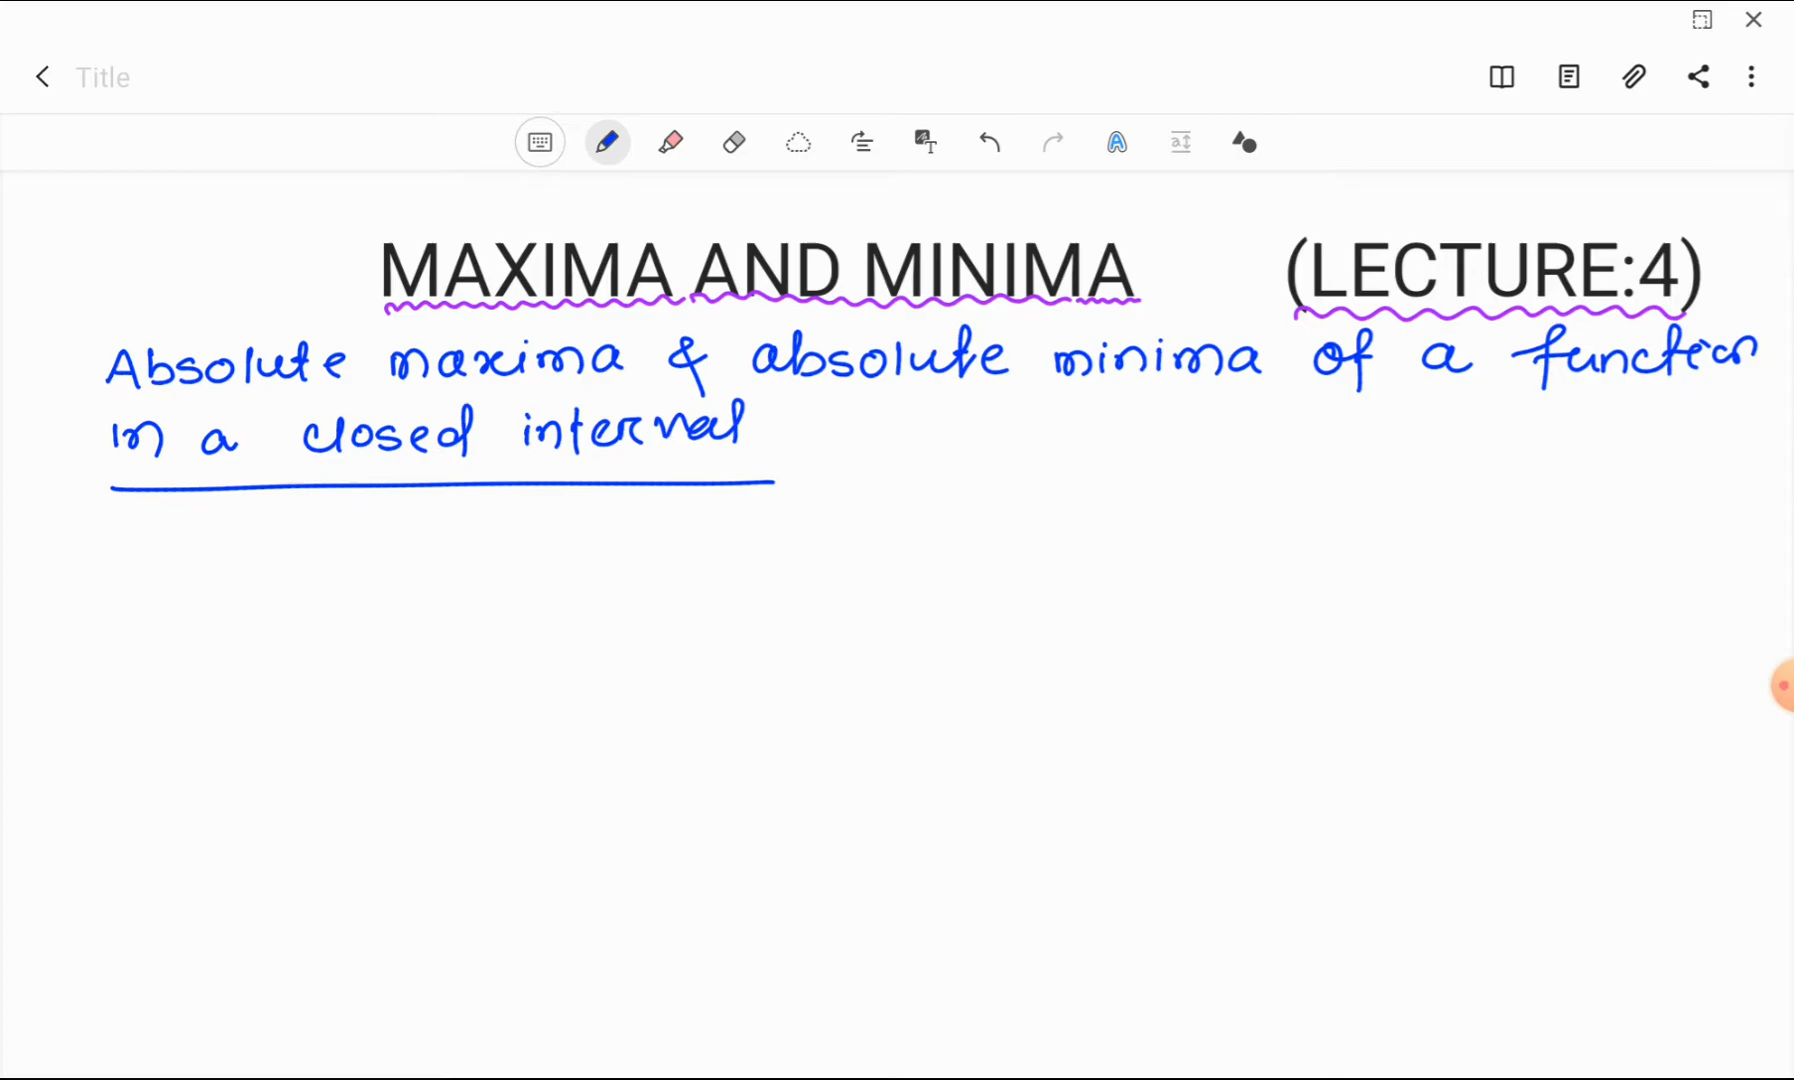 Title
MAXIMA AND MINIMA (LECTURE:4)
Absolute maxima & absolute minima of a function
in a closed interval